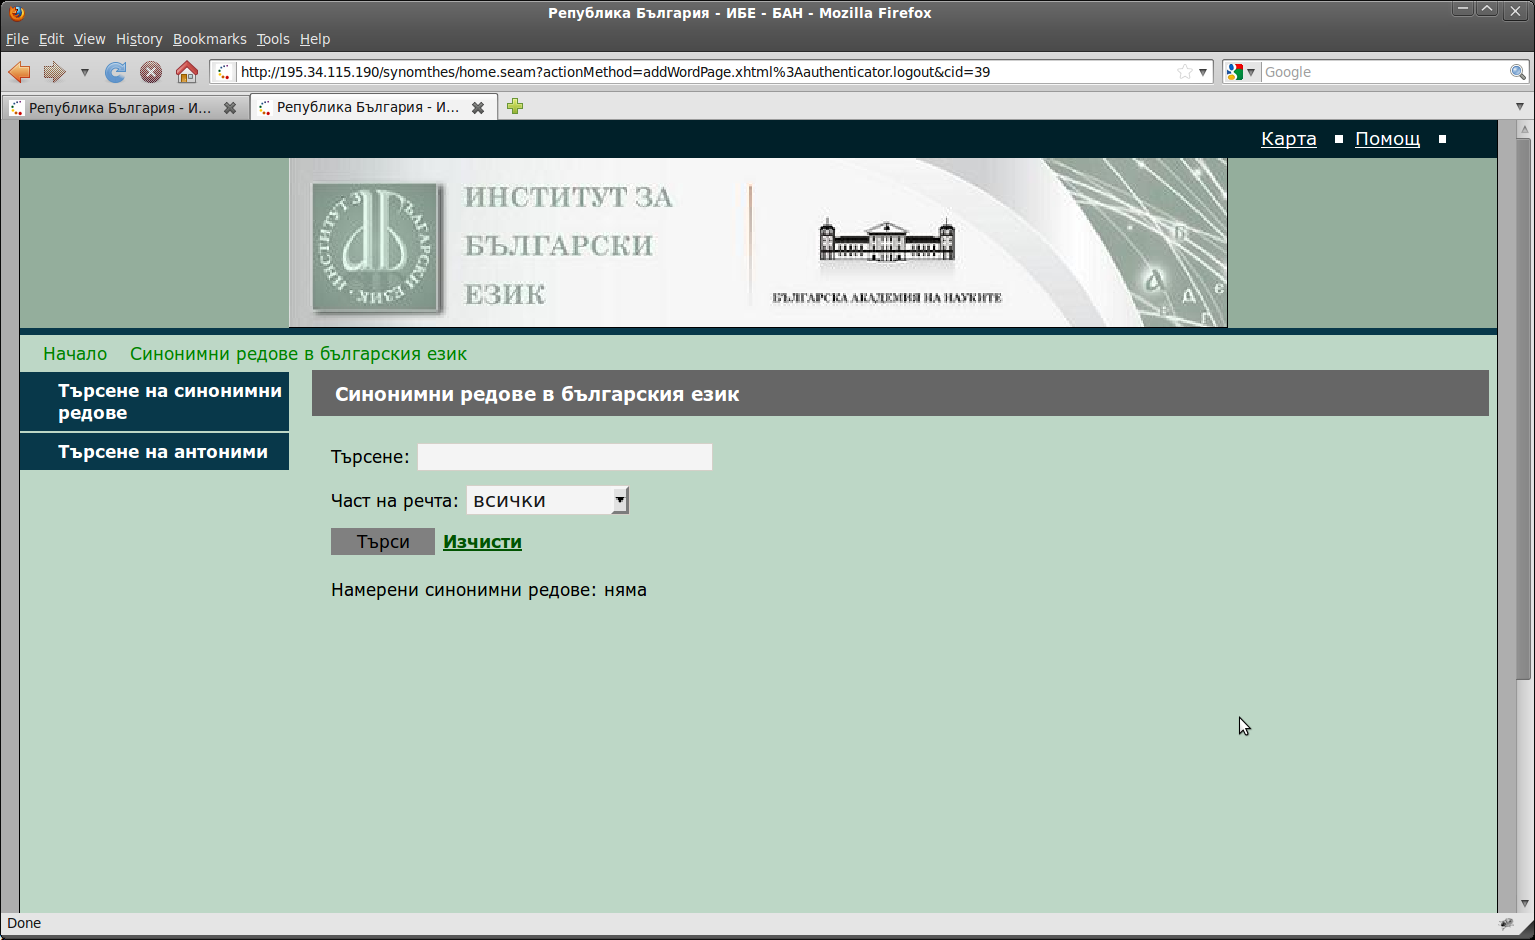 Република България - ИБЕ - БАН - Mozilla Firefox
File Edit View History Bookmarks Tools Help
http://195.34.115.190/synomthes/home.seam?actionMethod=addWordPage.xhtml%3Aauthenticator.logout&cid=39
Google
Република България - И...
Република България - И...
Карта
Помощ
ИНСТИТУТ ЗА БЪЛГАРСКИ ЕЗИК
ИНСТИТУТ ЗА
БЪЛГАРСКИ
ЕЗИК
БЪЛГАРСКА АКАДЕМИЯ НА НАУКИТЕ
Начало Синонимни редове в българския език
Търсене на синонимни
редове
Търсене на антоними
Синонимни редове в българския език
Търсене:
Част на речта: всички
Търси Изчисти
Намерени синонимни редове: няма
Done